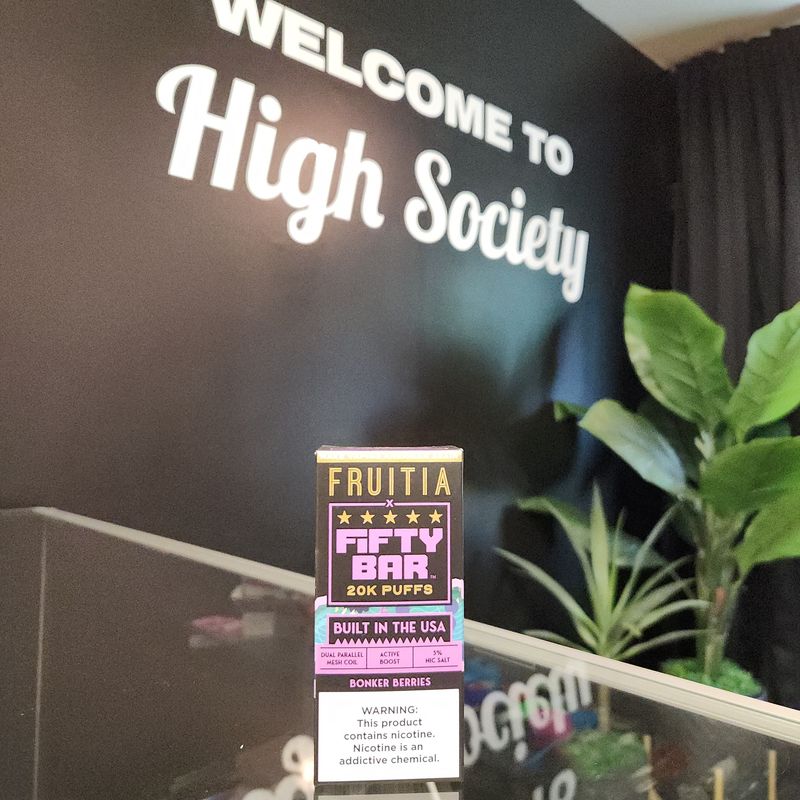 WELCOME TO
High Society
FRUITIA
X
FIFTY
BAR™
20K PUFFS
BUILT IN THE USA
DUAL PARALLEL
MESH COIL
ACTIVE
BOOST
5%
NIC SALT
BONKER BERRIES
WARNING:
This product
contains nicotine.
Nicotine is an
addictive chemical.